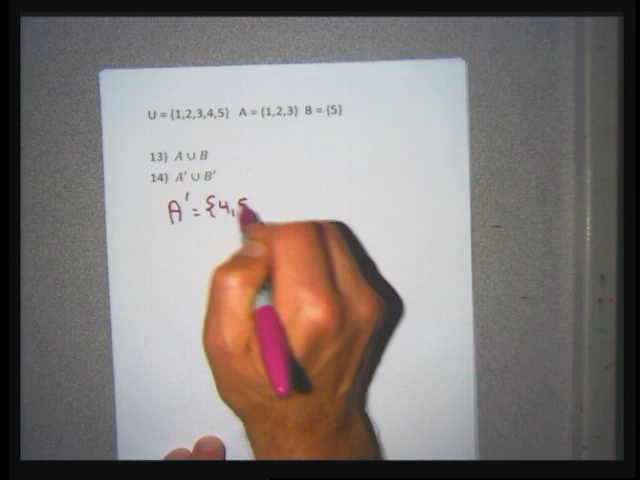 U = {1,2,3,4,5} A = {1,2,3} B = {5}
13) A ∪ B
14) A′ ∪ B′
A' = {4,5